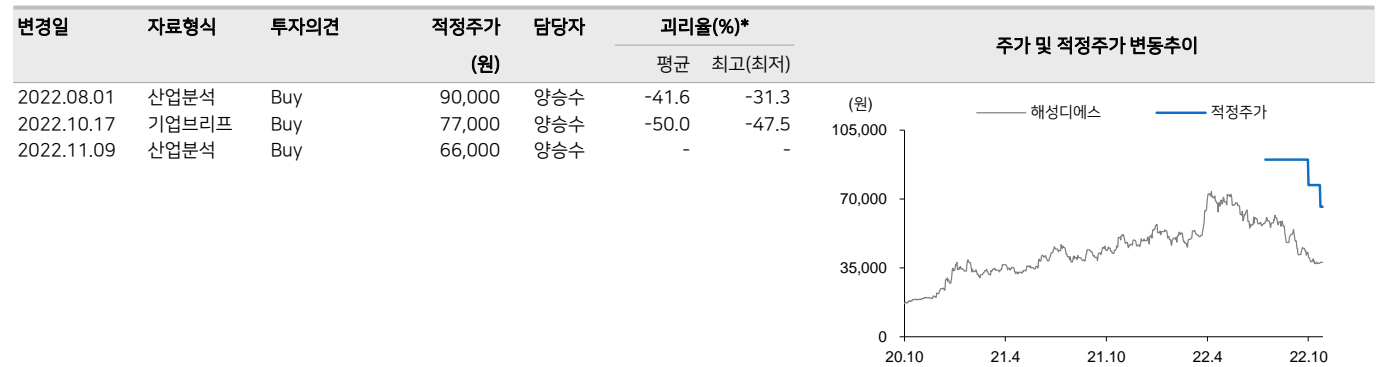 변경일 자료형식 투자의견 적정주가 담당자 괴리율(%)* 주가 및 적정주가 변동추이
(원) 평균 최고(최저)
2022.08.01 산업분석 Buy 90,000 양승수 -41.6 -31.3
2022.10.17 기업브리프 Buy 77,000 양승수 -50.0 -47.5
2022.11.09 산업분석 Buy 66,000 양승수 - -
(원) 해성디에스 적정주가
105,000
70,000
35,000
0
20.10 21.4 21.10 22.4 22.10